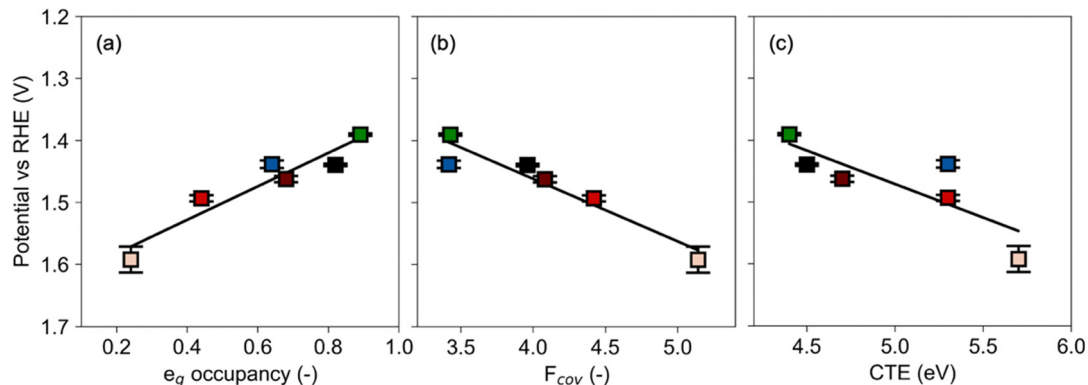 Potential vs RHE (V)
1.2
1.3
1.4
1.5
1.6
1.7
(a)
0.2 0.4 0.6 0.8 1.0
e_g occupancy (-)
(b)
3.5 4.0 4.5 5.0
F_cov (-)
(c)
4.5 5.0 5.5 6.0
CTE (eV)